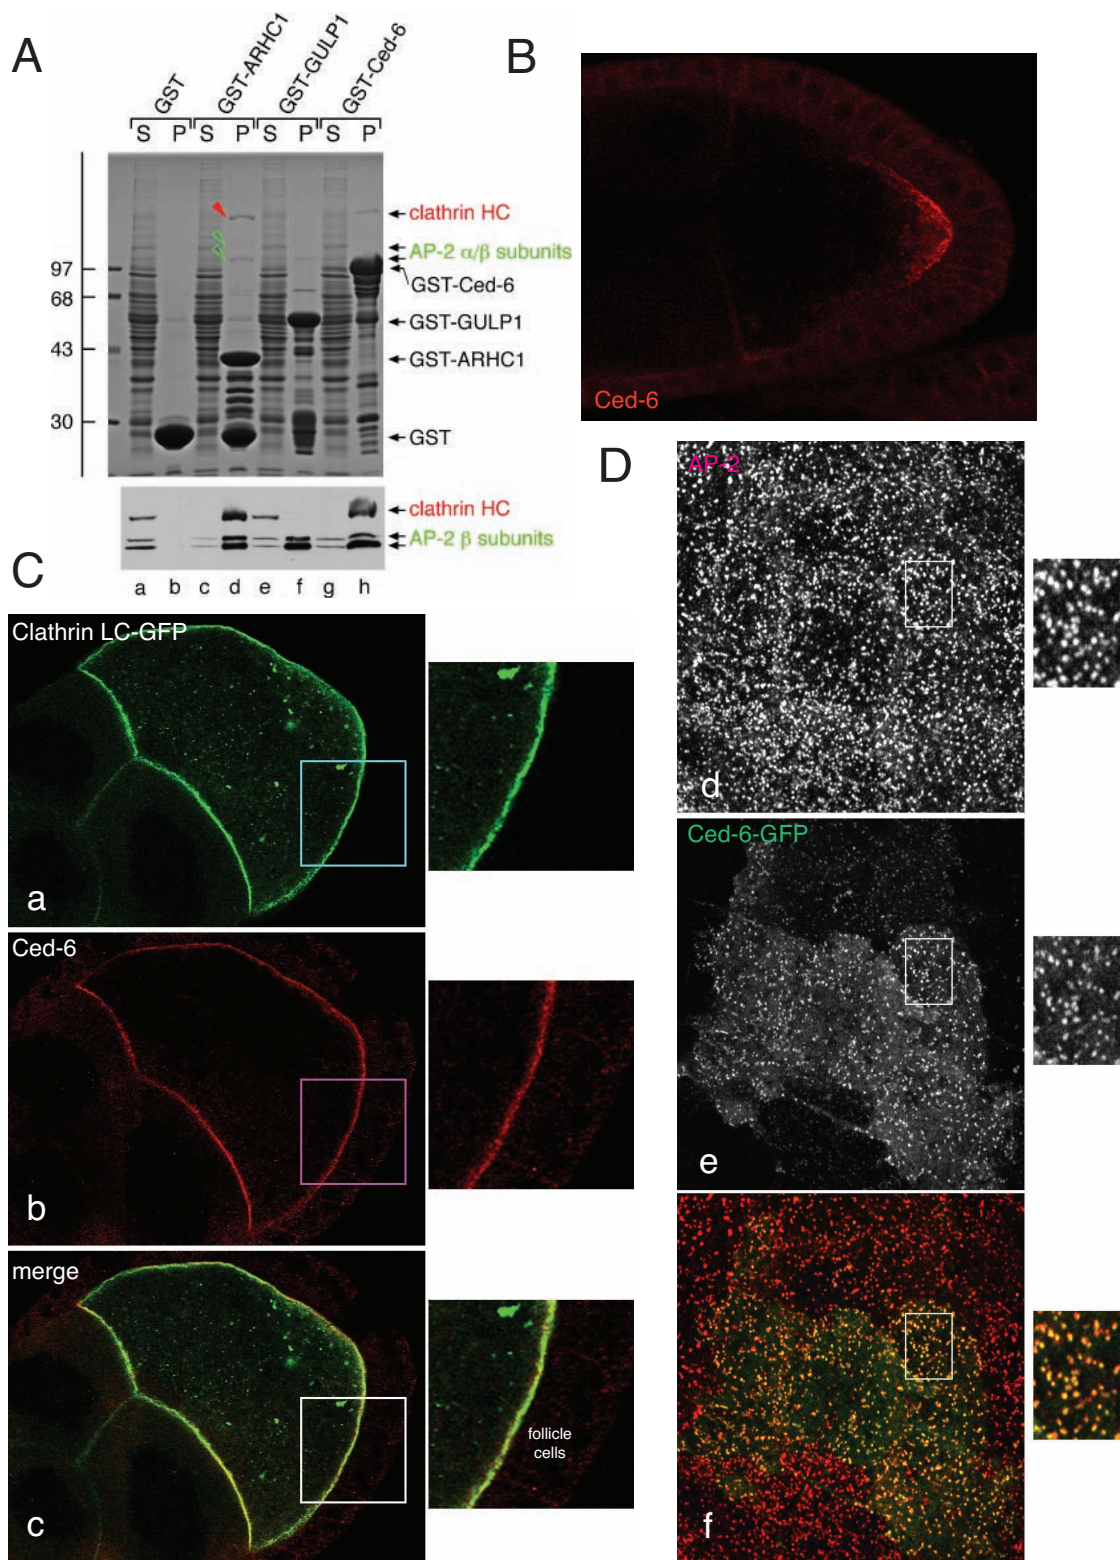 A
GST
GST-ARHC1
GST-GULP1
GST-Ced-6
S P S P S P S P
clathrin HC
AP-2 α/β subunits
GST-Ced-6
GST-GULP1
GST-ARHC1
GST
97
68
43
30
clathrin HC
AP-2 β subunits
a b c d e f g h
B
Ced-6
C
Clathrin LC-GFP
a
Ced-6
b
merge
follicle
cells
c
D
AP-2
d
Ced-6-GFP
e
f